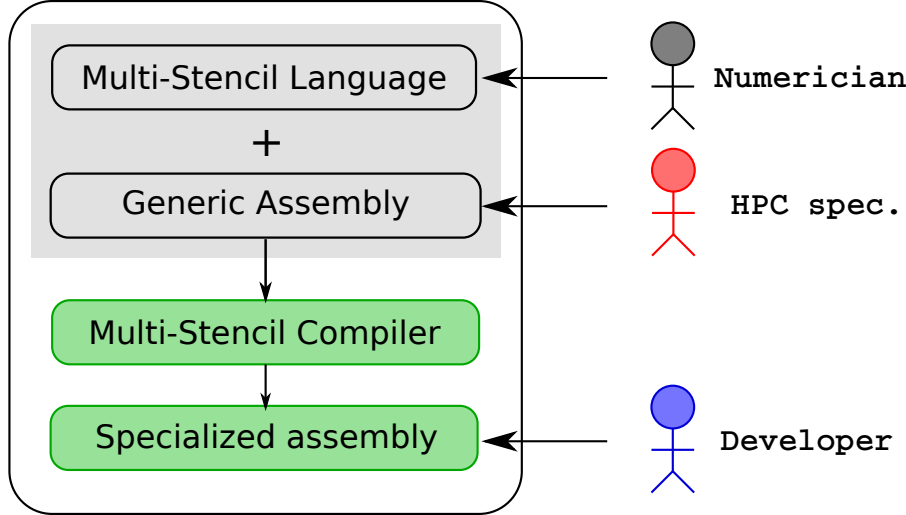 Multi-Stencil Language
Numerician
+
Generic Assembly
HPC spec.
Multi-Stencil Compiler
Specialized assembly
Developer